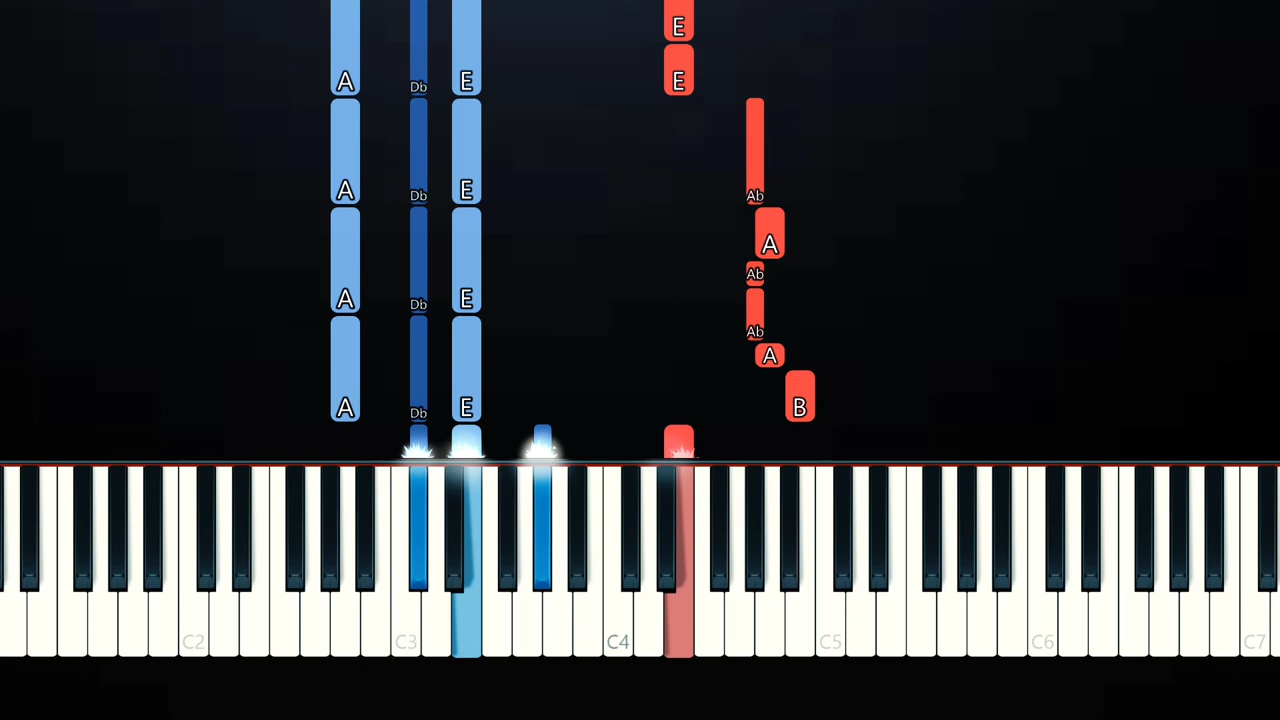 E
A Db E E
Ab
A Db E
A
Ab
A Db E
Ab
A
A Db E B
C2 C3 C4 C5 C6 C7